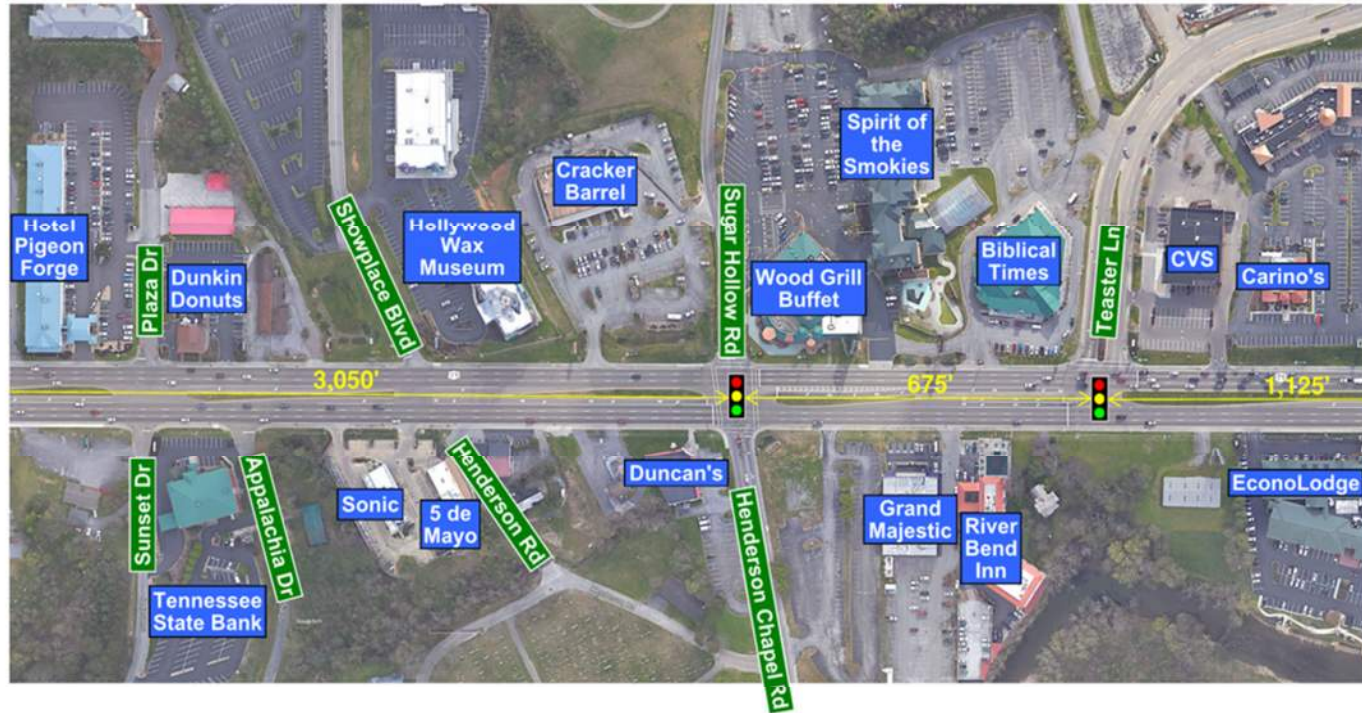 Hotel
Pigeon
Forge
Plaza Dr
Dunkin
Donuts
Showplace Blvd
Hollywood
Wax
Museum
Cracker
Barrel
Sugar Hollow Rd
Wood Grill
Buffet
Spirit of
the
Smokies
Biblical
Times
Teaster Ln
CVS
Carino's
3,050'
675'
1,125'
Sunset Dr
Tennessee
State Bank
Appalachia Dr
Sonic
5 de
Mayo
Henderson Rd
Duncan's
Henderson Chapel Rd
Grand
Majestic
River
Bend
Inn
EconoLodge